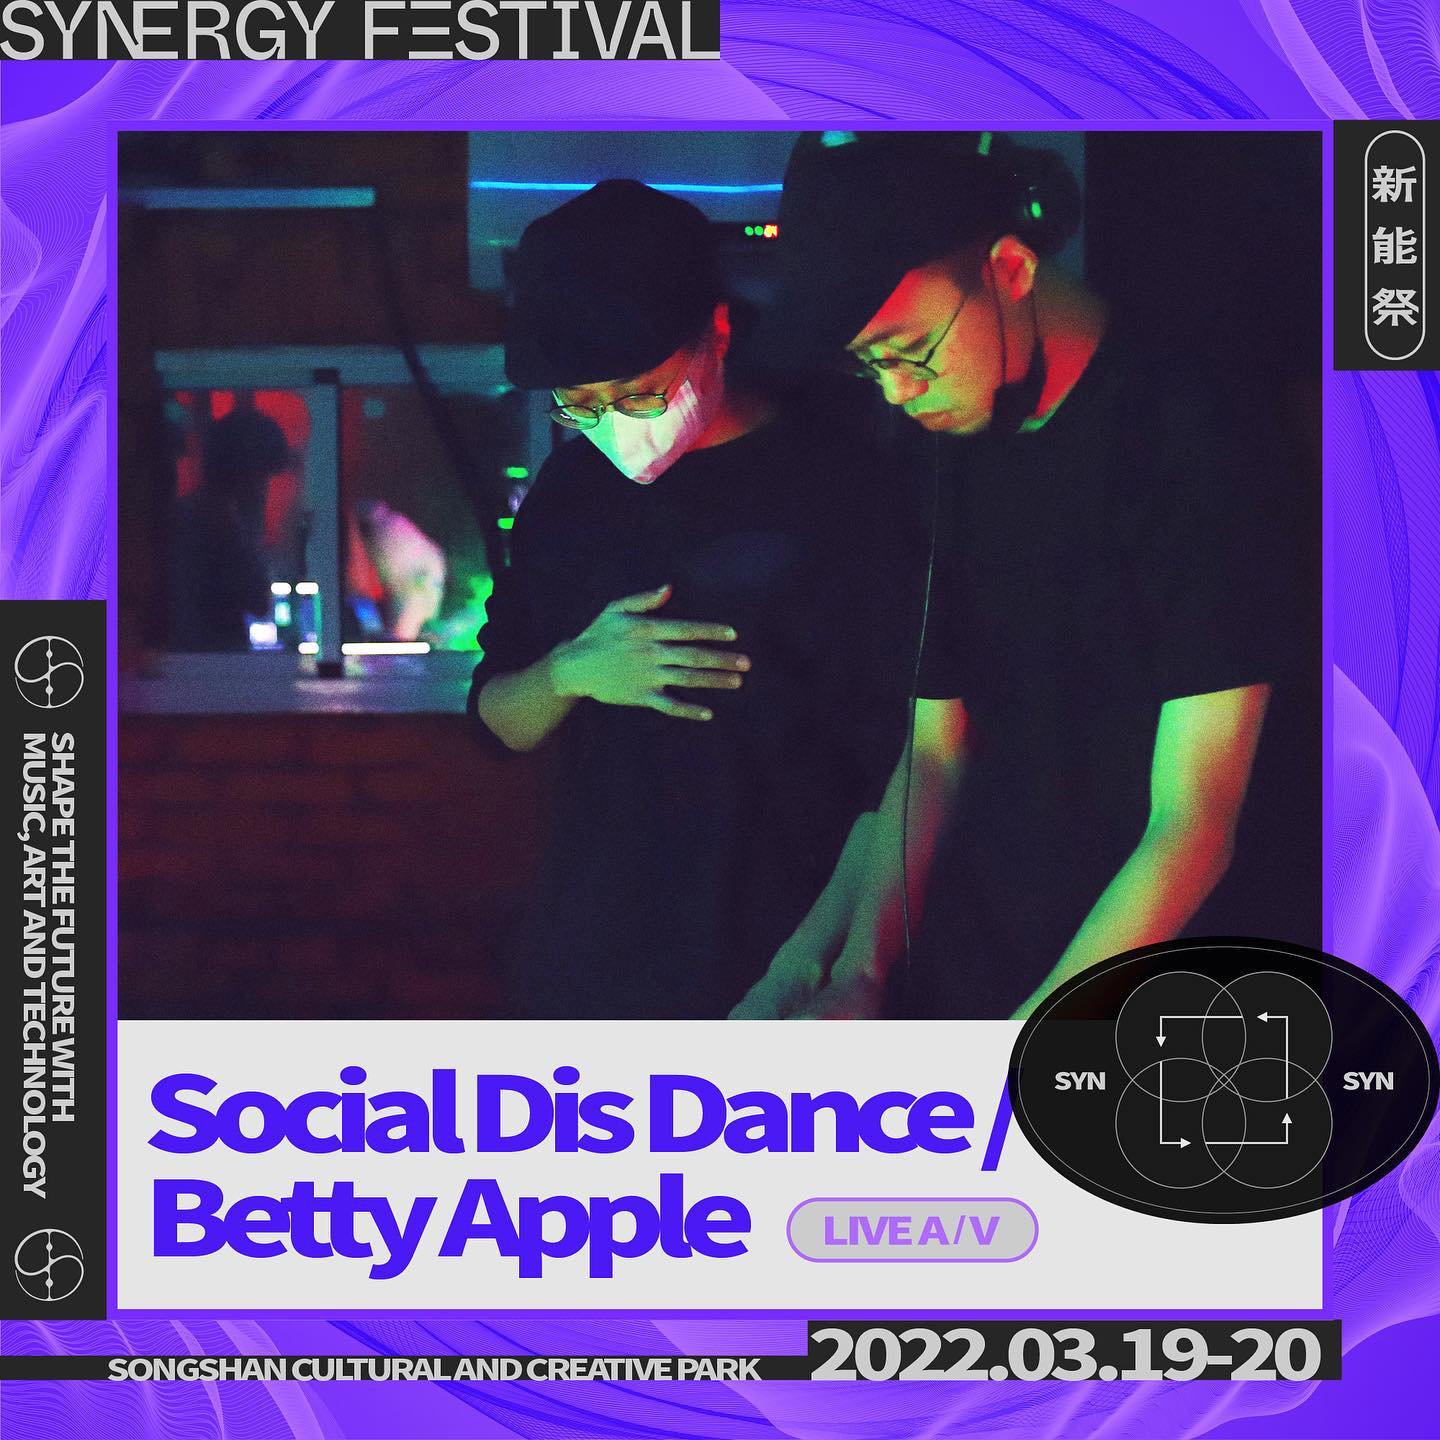 SYNERGY FESTIVAL
新能祭
SHAPE THE FUTURE WITH
MUSIC, ART AND TECHNOLOGY
SYN
SYN
Social Dis Dance /
Betty Apple
LIVE A/V
SONGSHAN CULTURAL AND CREATIVE PARK
2022.03.19-20